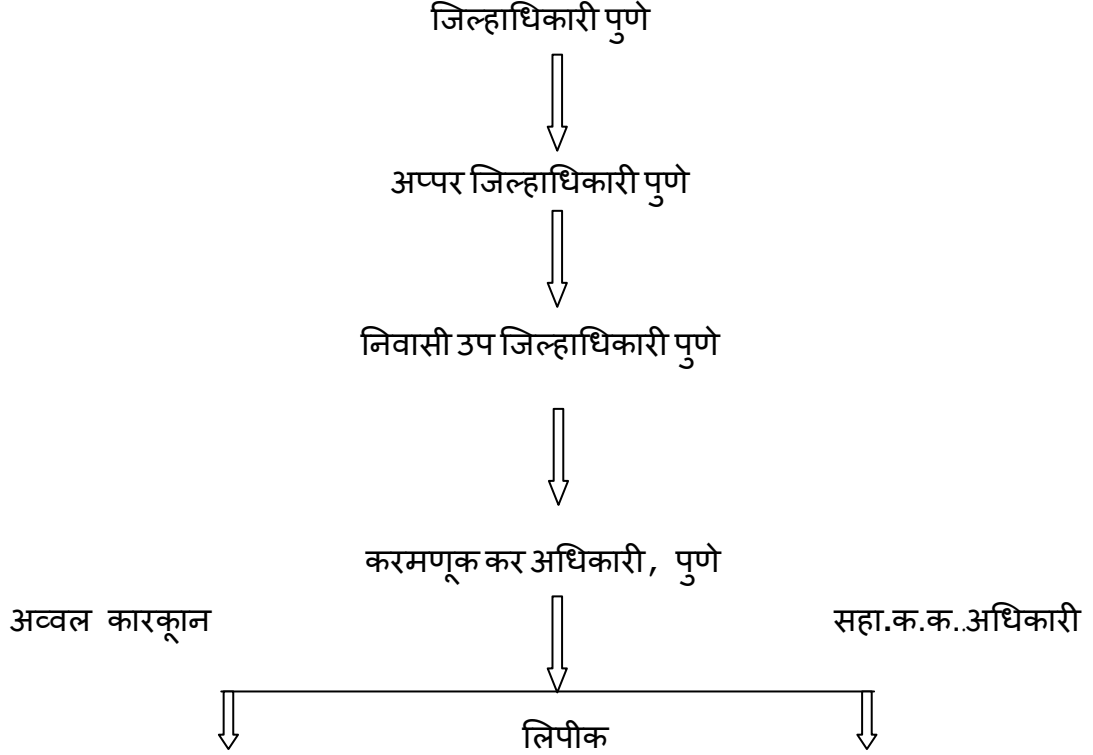 जिल्हाधिकारी पुणे
अप्पर जिल्हाधिकारी पुणे
निवासी उप जिल्हाधिकारी पुणे
करमणूक कर अधिकारी, पुणे
अव्वल कारकूान
सहा.क.क..अधिकारी
लिपीक